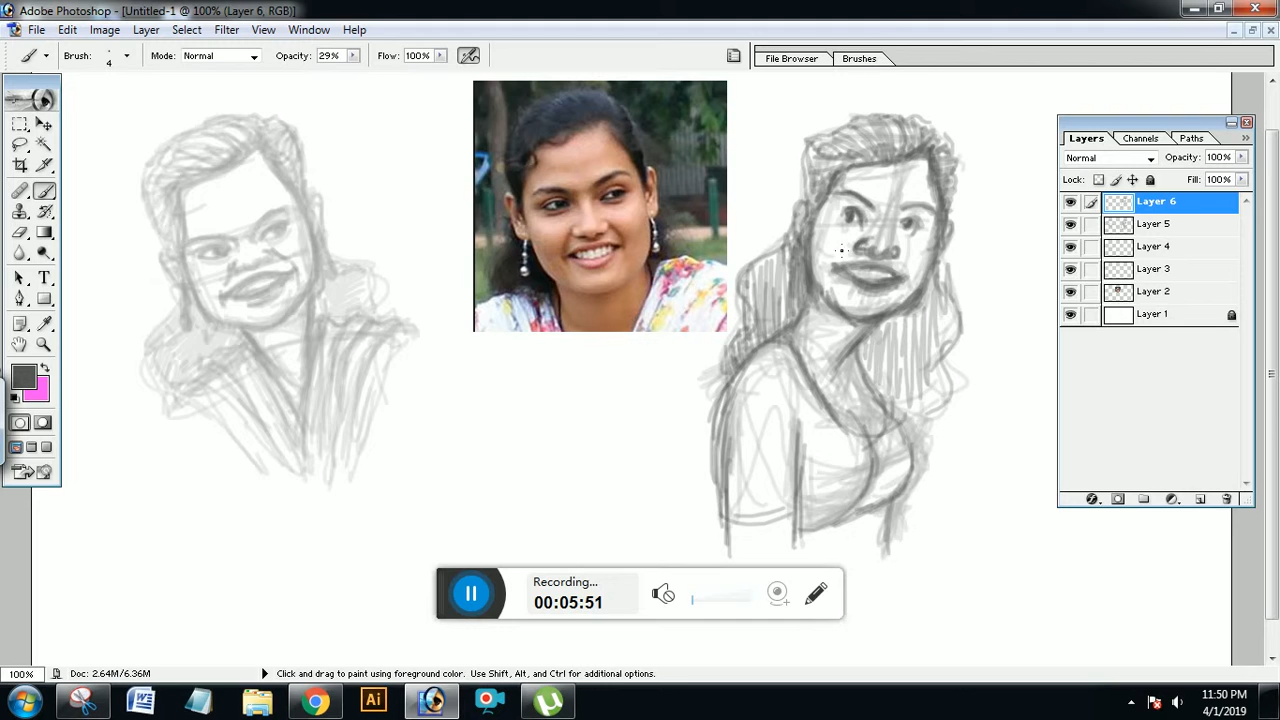 Adobe Photoshop - [Untitled-1 @ 100% (Layer 6, RGB)]
File Edit Image Layer Select Filter View Window Help
Brush: 4 Mode: Normal Opacity: 29% Flow: 100% File Browser Brushes
Layers Channels Paths
Normal Opacity: 100%
Lock: Fill: 100%
Layer 6
Layer 5
Layer 4
Layer 3
Layer 2
Layer 1
Recording...
00:05:51
100% Doc: 2.64M/6.36M Click and drag to paint using foreground color. Use Shift, Alt, and Ctrl for additional options.
Ai
11:50 PM
4/1/2019